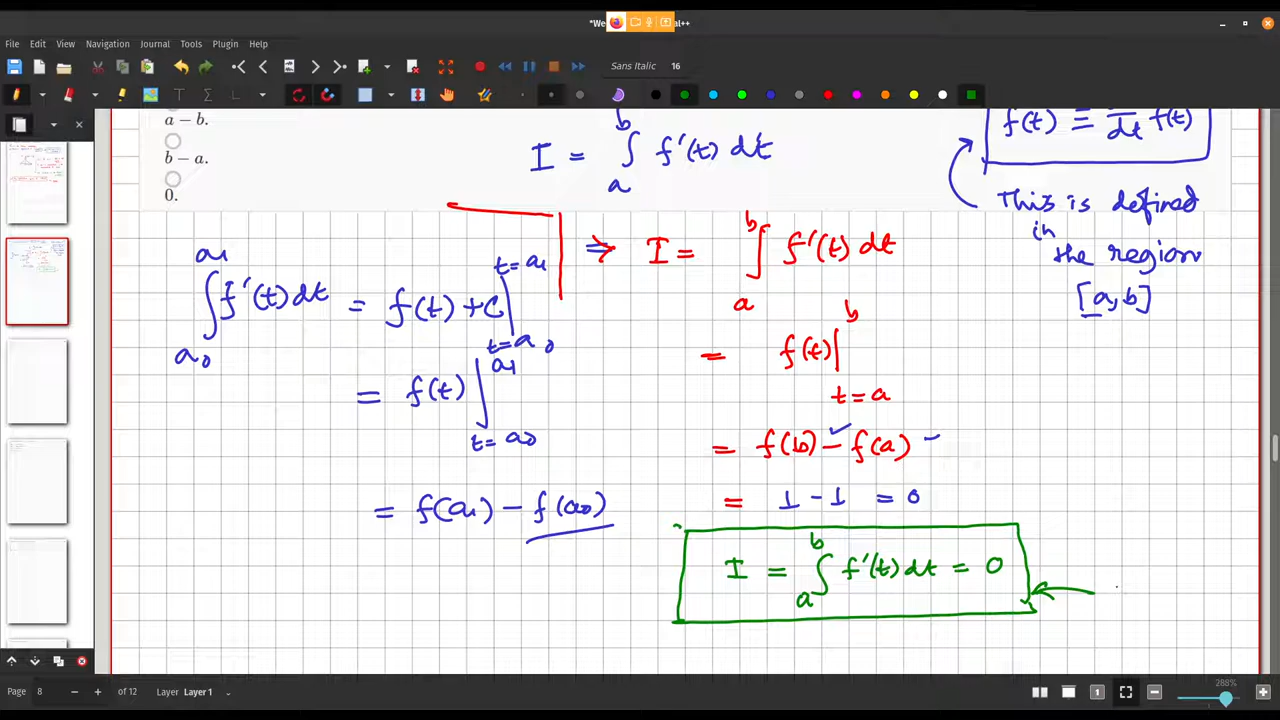 *We
al++
File Edit View Navigation Journal Tools Plugin Help
Sans Italic 16
a − b.
b − a.
0.
I = ∫_a^b f'(t) dt
f(t) ≡ d/dt f(t)
This is defined
in
the region
[a,b]
∫_{a0}^{a1} f'(t) dt = f(t) + C |_{t=a0}^{t=a1}
= f(t) |_{t=a0}^{a1}
= f(a1) − f(a0)
⇒ I = ∫_a^b f'(t) dt
= f(t) |_{t=a}^b
= f(b) − f(a)
= 1 − 1 = 0
I = ∫_a^b f'(t) dt = 0
Page 8 of 12 Layer Layer 1
288%